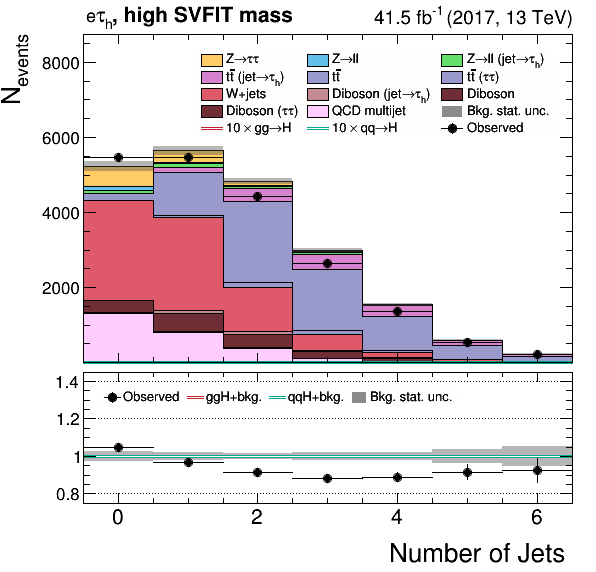 eτh, high SVFIT mass 41.5 fb⁻¹ (2017, 13 TeV)
Nevents
8000
6000
4000
2000
Z→ττ Z→ll Z→ll (jet→τh)
tt̄ (jet→τh) tt̄ tt̄ (ττ)
W+jets Diboson (jet→τh) Diboson
Diboson (ττ) QCD multijet Bkg. stat. unc.
10 × gg→H 10 × qq→H Observed
1.4
1.2
1
0.8
Observed ggH+bkg. qqH+bkg. Bkg. stat. unc.
0 2 4 6
Number of Jets